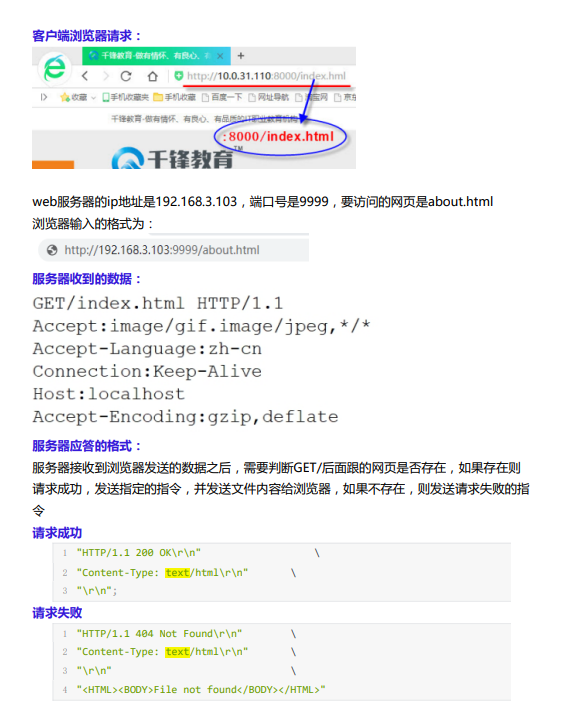 客户端浏览器请求：
千锋教育-做有情怀、有良心、
http://10.0.31.110:8000/index.hml
收藏 手机收藏夹 手机收藏 百度一下 网址导航 淘宝网
千锋教育-做有情怀、有良心、有品质的IT职业教育机构
:8000/index.html
千锋教育 TM
web服务器的ip地址是192.168.3.103，端口号是9999，要访问的网页是about.html
浏览器输入的格式为：
http://192.168.3.103:9999/about.html
服务器收到的数据：
GET/index.html HTTP/1.1
Accept:image/gif.image/jpeg,*/*
Accept-Language:zh-cn
Connection:Keep-Alive
Host:localhost
Accept-Encoding:gzip,deflate
服务器应答的格式：
服务器接收到浏览器发送的数据之后，需要判断GET/后面跟的网页是否存在，如果存在则
请求成功，发送指定的指令，并发送文件内容给浏览器，如果不存在，则发送请求失败的指
令
请求成功
1 "HTTP/1.1 200 OK\r\n" \
2 "Content-Type: text/html\r\n" \
3 "\r\n";
请求失败
1 "HTTP/1.1 404 Not Found\r\n" \
2 "Content-Type: text/html\r\n" \
3 "\r\n" \
4 "<HTML><BODY>File not found</BODY></HTML>"